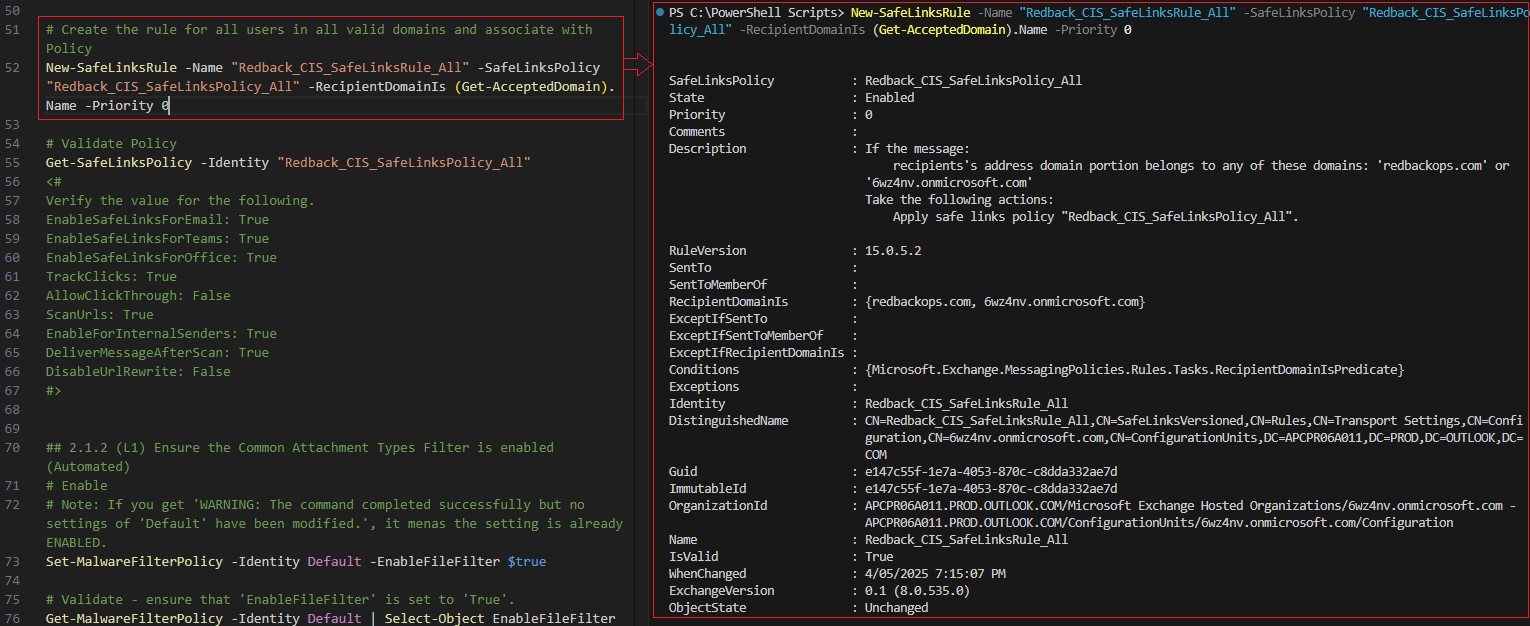 50
51 # Create the rule for all users in all valid domains and associate with
Policy
52 New-SafeLinksRule -Name "Redback_CIS_SafeLinksRule_All" -SafeLinksPolicy
"Redback_CIS_SafeLinksPolicy_All" -RecipientDomainIs (Get-AcceptedDomain).
Name -Priority 0
53
54 # Validate Policy
55 Get-SafeLinksPolicy -Identity "Redback_CIS_SafeLinksPolicy_All"
56 <#
57 Verify the value for the following.
58 EnableSafeLinksForEmail: True
59 EnableSafeLinksForTeams: True
60 EnableSafeLinksForOffice: True
61 TrackClicks: True
62 AllowClickThrough: False
63 ScanUrls: True
64 EnableForInternalSenders: True
65 DeliverMessageAfterScan: True
66 DisableUrlRewrite: False
67 #>
68
69
70 ## 2.1.2 (L1) Ensure the Common Attachment Types Filter is enabled
(Automated)
71 # Enable
72 # Note: If you get 'WARNING: The command completed successfully but no
settings of 'Default' have been modified.', it menas the setting is already
ENABLED.
73 Set-MalwareFilterPolicy -Identity Default -EnableFileFilter $true
74
75 # Validate - ensure that 'EnableFileFilter' is set to 'True'.
76 Get-MalwareFilterPolicy -Identity Default | Select-Object EnableFileFilter
PS C:\PowerShell Scripts> New-SafeLinksRule -Name "Redback_CIS_SafeLinksRule_All" -SafeLinksPolicy "Redback_CIS_SafeLinksPo
licy_All" -RecipientDomainIs (Get-AcceptedDomain).Name -Priority 0
SafeLinksPolicy : Redback_CIS_SafeLinksPolicy_All
State : Enabled
Priority : 0
Comments :
Description : If the message:
recipients's address domain portion belongs to any of these domains: 'redbackops.com' or
'6wz4nv.onmicrosoft.com'
Take the following actions:
Apply safe links policy "Redback_CIS_SafeLinksPolicy_All".
RuleVersion : 15.0.5.2
SentTo :
SentToMemberOf :
RecipientDomainIs : {redbackops.com, 6wz4nv.onmicrosoft.com}
ExceptIfSentTo :
ExceptIfSentToMemberOf :
ExceptIfRecipientDomainIs :
Conditions : {Microsoft.Exchange.MessagingPolicies.Rules.Tasks.RecipientDomainIsPredicate}
Exceptions :
Identity : Redback_CIS_SafeLinksRule_All
DistinguishedName : CN=Redback_CIS_SafeLinksRule_All,CN=SafeLinksVersioned,CN=Rules,CN=Transport Settings,CN=Confi
guration,CN=6wz4nv.onmicrosoft.com,CN=ConfigurationUnits,DC=APCPR06A011,DC=PROD,DC=OUTLOOK,DC=
COM
Guid : e147c55f-1e7a-4053-870c-c8dda332ae7d
ImmutableId : e147c55f-1e7a-4053-870c-c8dda332ae7d
OrganizationId : APCPR06A011.PROD.OUTLOOK.COM/Microsoft Exchange Hosted Organizations/6wz4nv.onmicrosoft.com -
APCPR06A011.PROD.OUTLOOK.COM/ConfigurationUnits/6wz4nv.onmicrosoft.com/Configuration
Name : Redback_CIS_SafeLinksRule_All
IsValid : True
WhenChanged : 4/05/2025 7:15:07 PM
ExchangeVersion : 0.1 (8.0.535.0)
ObjectState : Unchanged